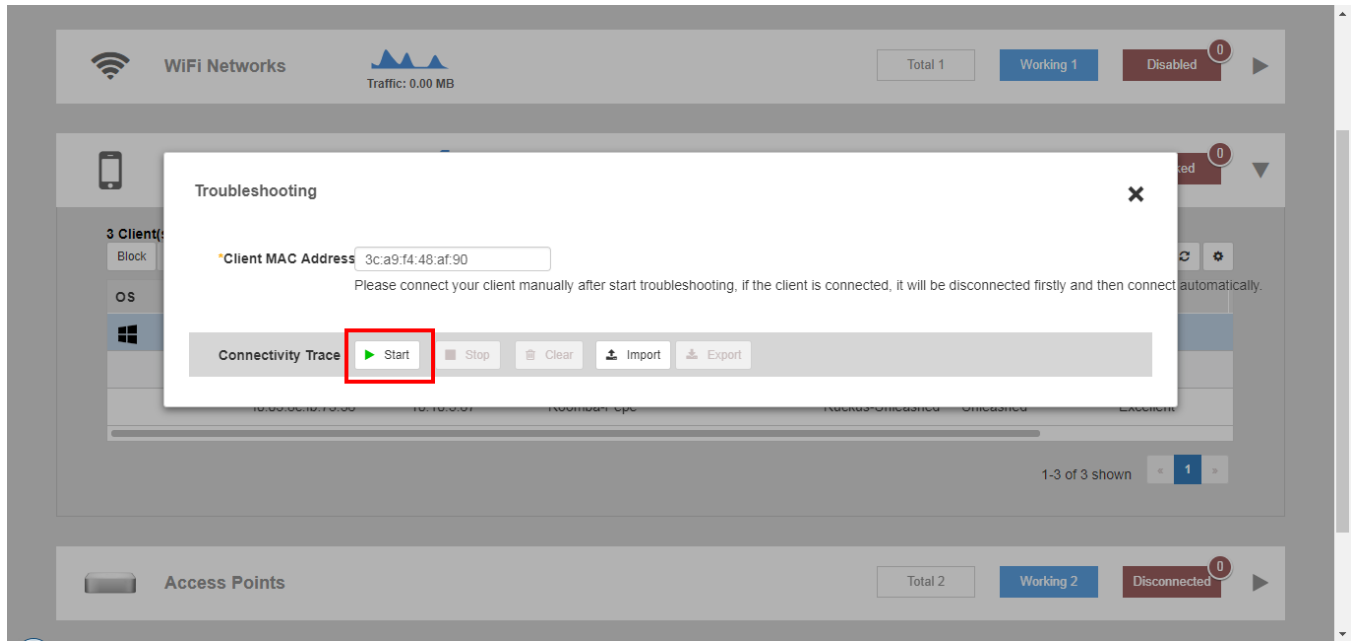 WiFi Networks
Traffic: 0.00 MB
Total 1
Working 1
Disabled
0
0
Troubleshooting
3 Client(
Block
*Client MAC Address
3c:a9:f4:48:af:90
Please connect your client manually after start troubleshooting, if the client is connected, it will be disconnected firstly and then connect automatically.
OS
Connectivity Trace
Start
Stop
Clear
Import
Export
1-3 of 3 shown
«
1
»
Access Points
Total 2
Working 2
Disconnected
0